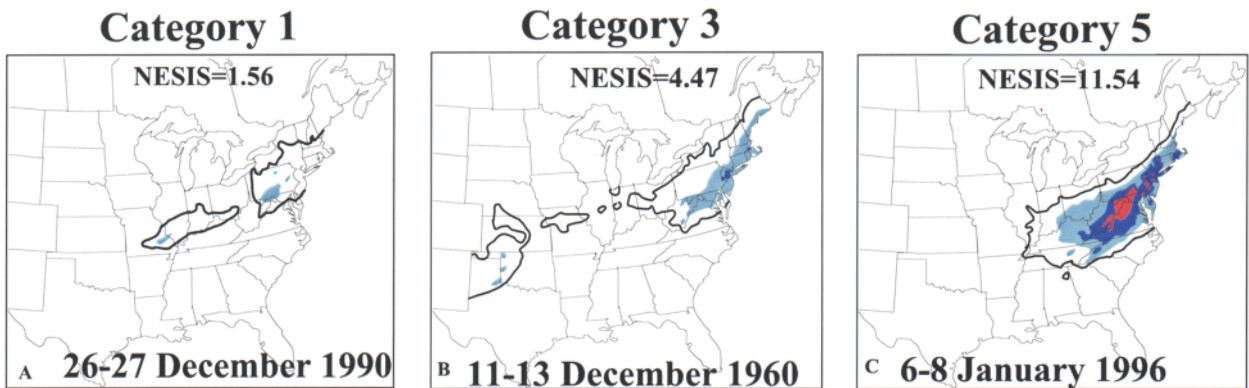 Category 1
NESIS=1.56
A 26-27 December 1990
Category 3
NESIS=4.47
B 11-13 December 1960
Category 5
NESIS=11.54
C 6-8 January 1996